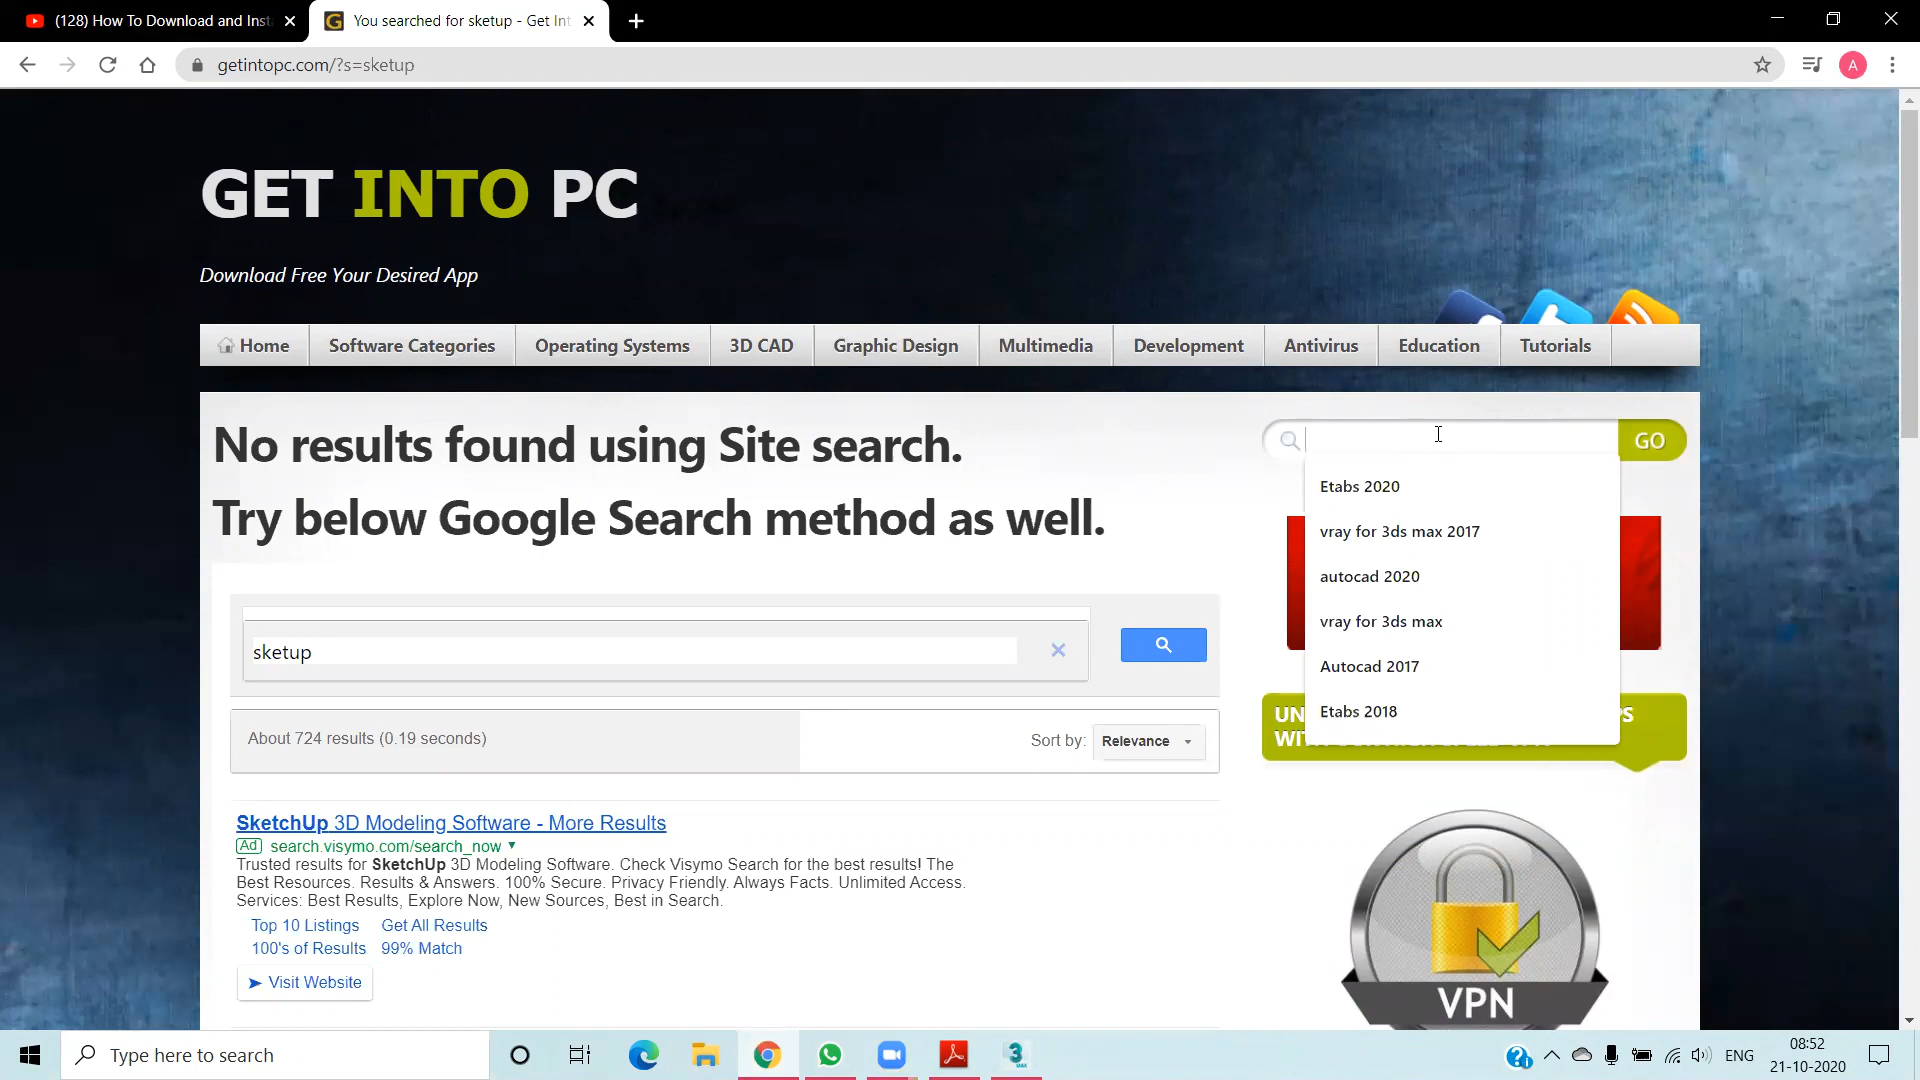 (128) How To Download and Inst
You searched for sketup - Get Int
getintopc.com/?s=sketup
A
GET INTO PC
Download Free Your Desired App
Home
Software Categories
Operating Systems
3D CAD
Graphic Design
Multimedia
Development
Antivirus
Education
Tutorials
No results found using Site search.
Try below Google Search method as well.
GO
Etabs 2020
vray for 3ds max 2017
autocad 2020
vray for 3ds max
Autocad 2017
Etabs 2018
sketup
About 724 results (0.19 seconds)
Sort by: Relevance
SketchUp 3D Modeling Software - More Results
Ad search.visymo.com/search_now
Trusted results for SketchUp 3D Modeling Software. Check Visymo Search for the best results! The
Best Resources. Results & Answers. 100% Secure. Privacy Friendly. Always Facts. Unlimited Access.
Services: Best Results, Explore Now, New Sources, Best in Search.
Top 10 Listings Get All Results
100's of Results 99% Match
Visit Website
VPN
Type here to search
ENG
08:52
21-10-2020